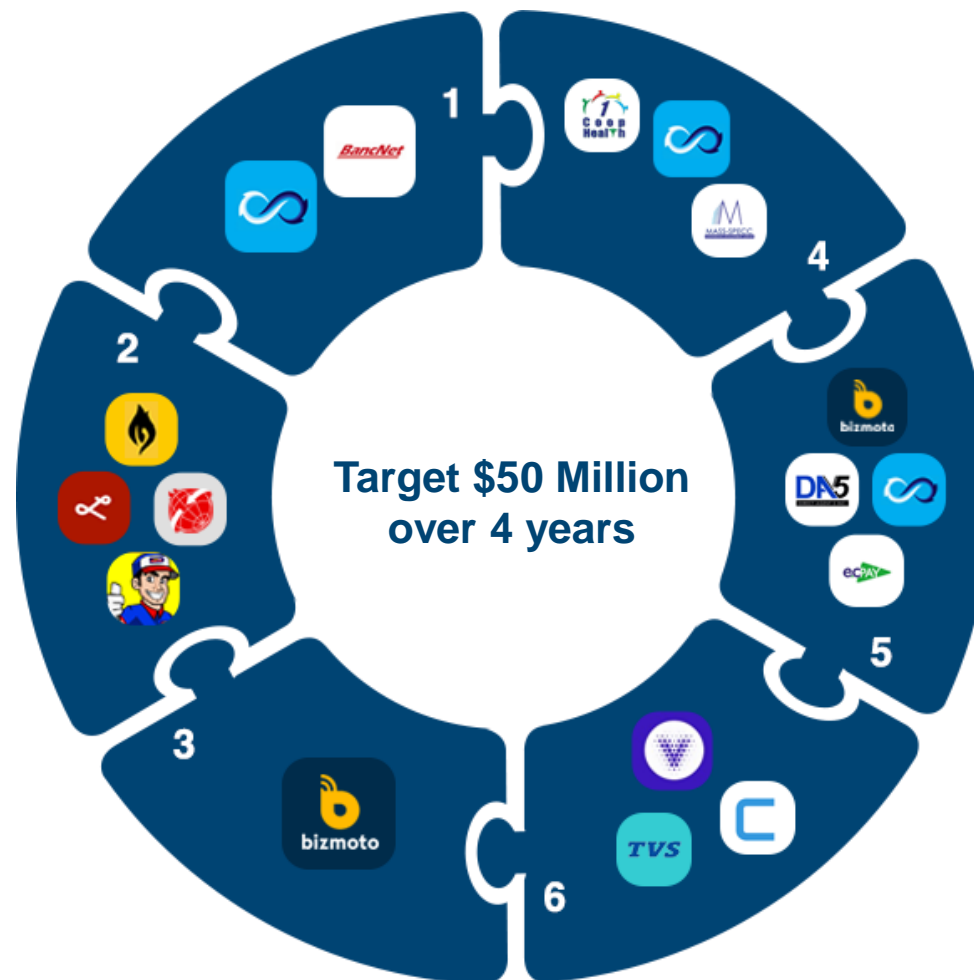 1
BancNet
1
Coop
Health
MASS-SPECC
4
2
bizmoto
DA5
ecPAY
5
Target $50 Million
over 4 years
3
bizmoto
TVS
6